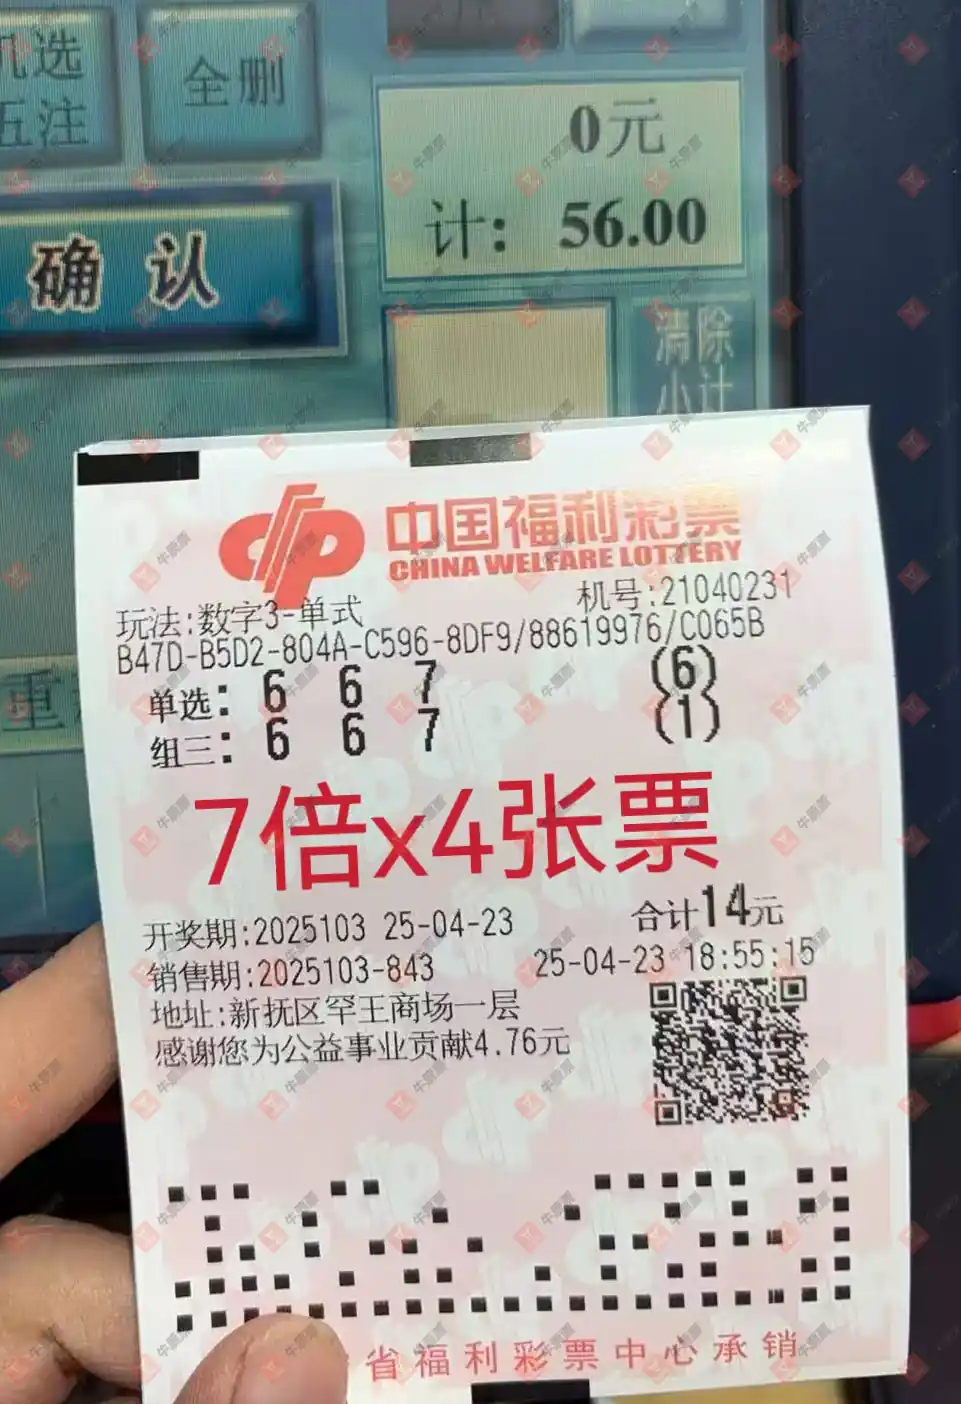 机选
五注
全删
0元
计: 56.00
确 认
清除
小计
重
中国福利彩票
CHINA WELFARE LOTTERY
机号:21040231
玩法:数字3-单式
B47D-B5D2-804A-C596-8DF9/88619976/C065B
单选: 6 6 7 (6)
组三: 6 6 7 (1)
7倍x4张票
合计14元
开奖期:2025103 25-04-23
销售期:2025103-843 25-04-23 18:55:15
地址:新抚区罕王商场一层
感谢您为公益事业贡献4.76元
省福利彩票中心承销
牛彩票